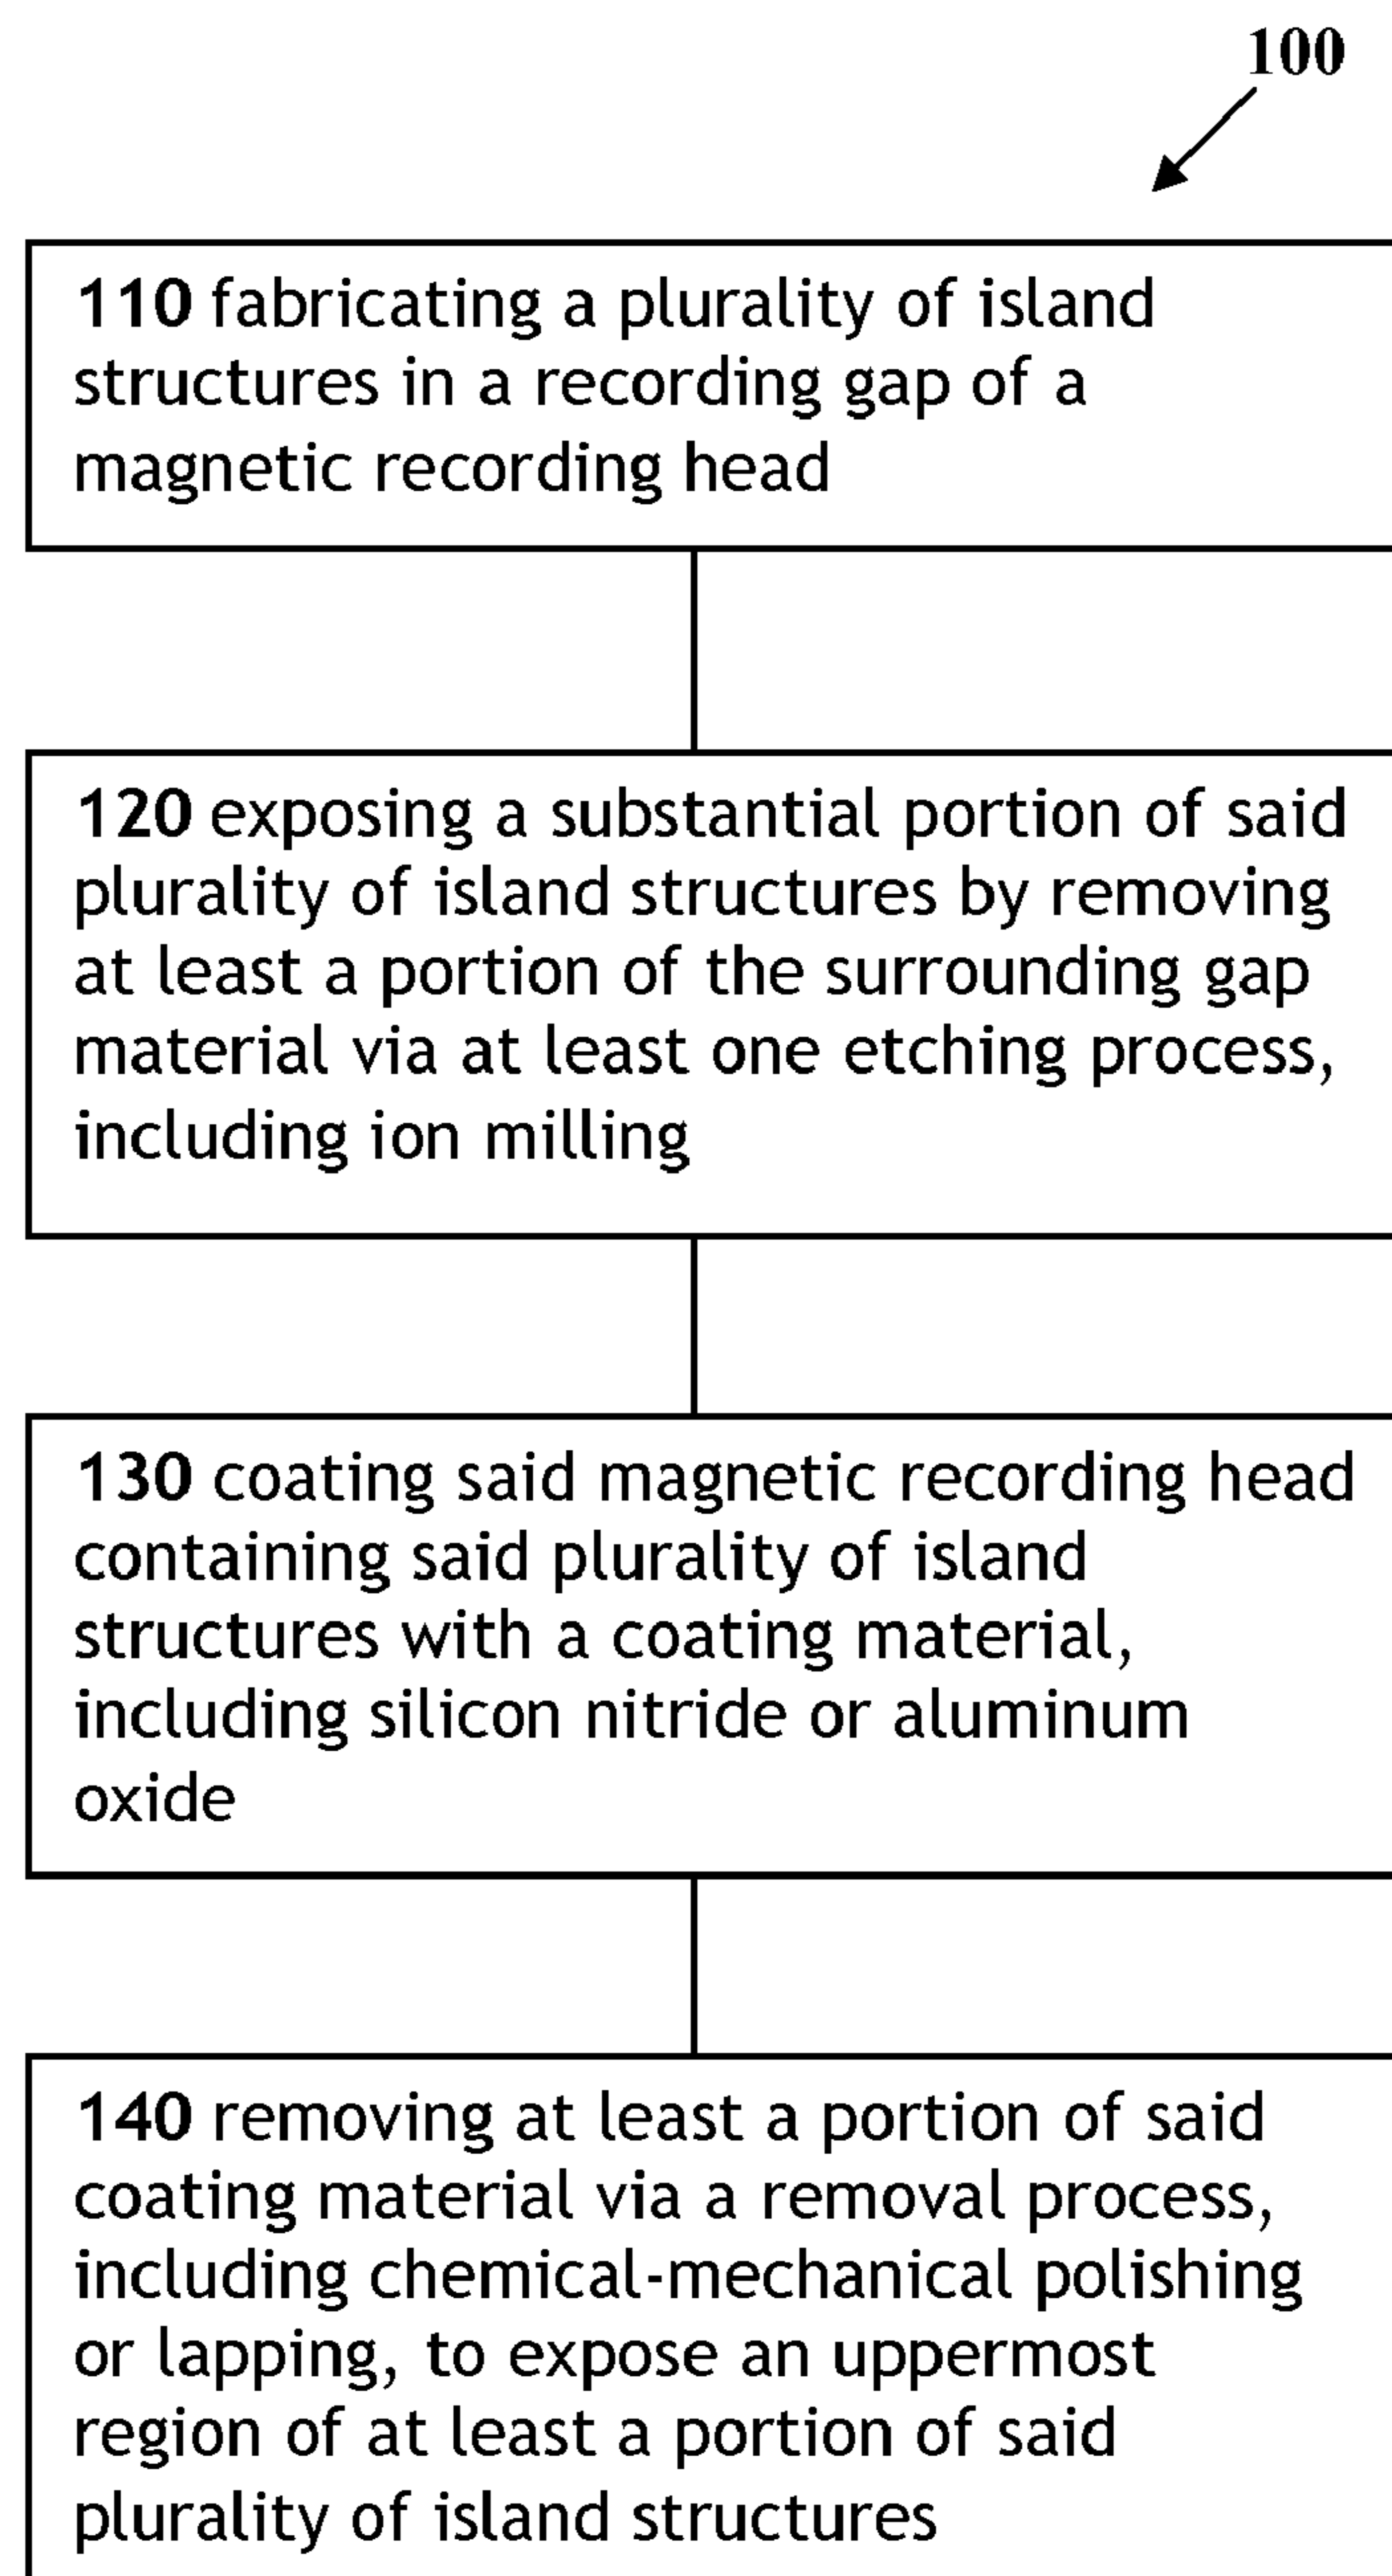 100
110 fabricating a plurality of island
structures in a recording gap of a
magnetic recording head
120 exposing a substantial portion of said
plurality of island structures by removing
at least a portion of the surrounding gap
material via at least one etching process,
including ion milling
130 coating said magnetic recording head
containing said plurality of island
structures with a coating material,
including silicon nitride or aluminum
oxide
140 removing at least a portion of said
coating material via a removal process,
including chemical-mechanical polishing
or lapping, to expose an uppermost
region of at least a portion of said
plurality of island structures